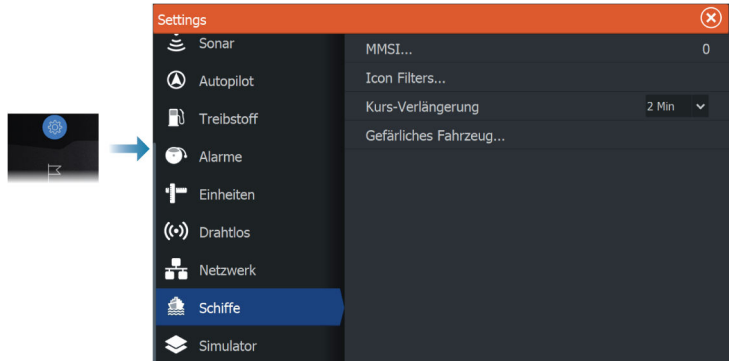 Settings
Sonar
Autopilot
Treibstoff
Alarme
Einheiten
Drahtlos
Netzwerk
Schiffe
Simulator
MMSI... 0
Icon Filters...
Kurs-Verlängerung 2 Min
Gefärliches Fahrzeug...